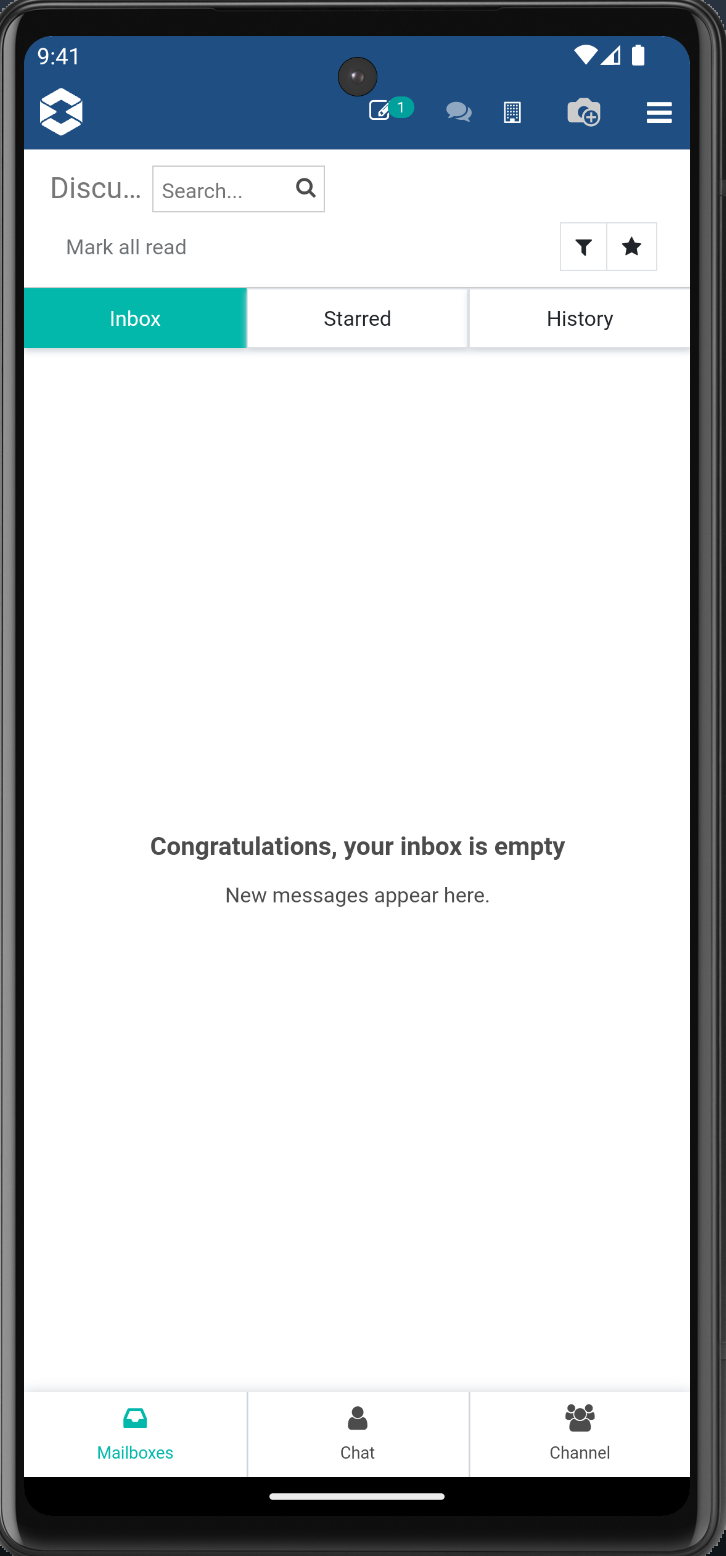 9:41
1
Discu...
Search...
Mark all read
Inbox
Starred
History
Congratulations, your inbox is empty
New messages appear here.
Mailboxes
Chat
Channel